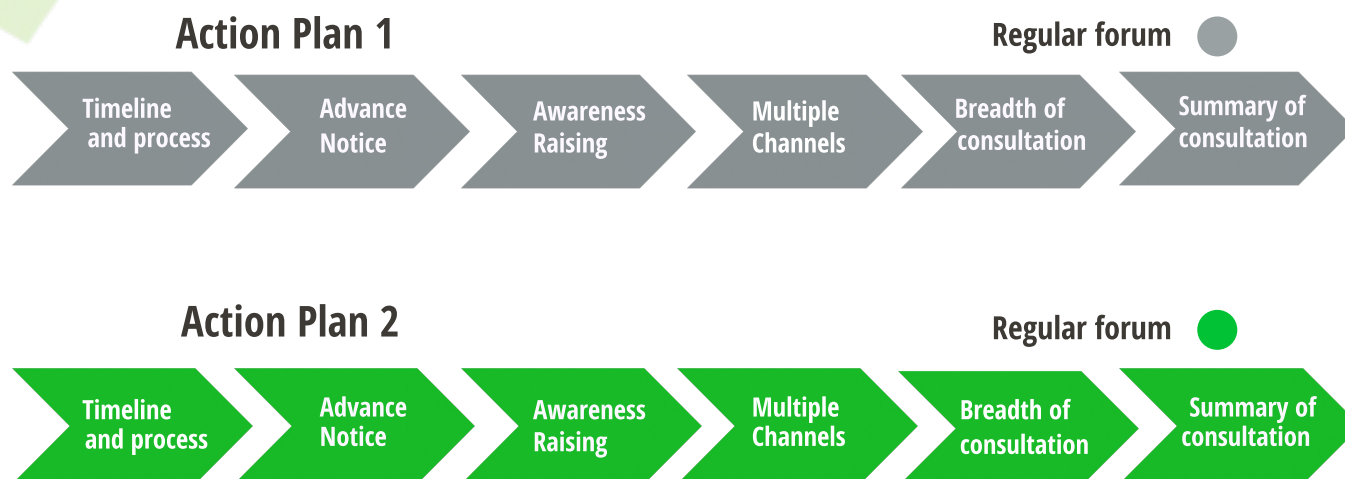 Action Plan 1
Regular forum
Timeline
and process
Advance
Notice
Awareness
Raising
Multiple
Channels
Breadth of
consultation
Summary of
consultation
Action Plan 2
Regular forum
Timeline
and process
Advance
Notice
Awareness
Raising
Multiple
Channels
Breadth of
consultation
Summary of
consultation